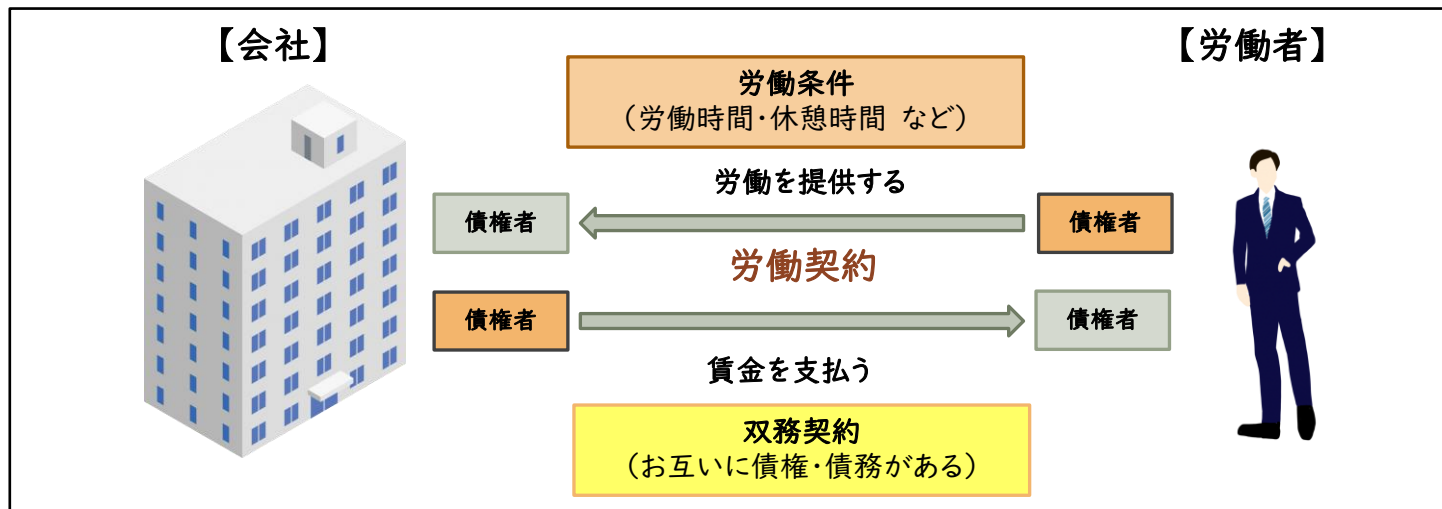 【会社】
【労働者】
労働条件
（労働時間・休憩時間 など）
労働を提供する
債権者
債権者
労働契約
債権者
債権者
賃金を支払う
双務契約
（お互いに債権・債務がある）